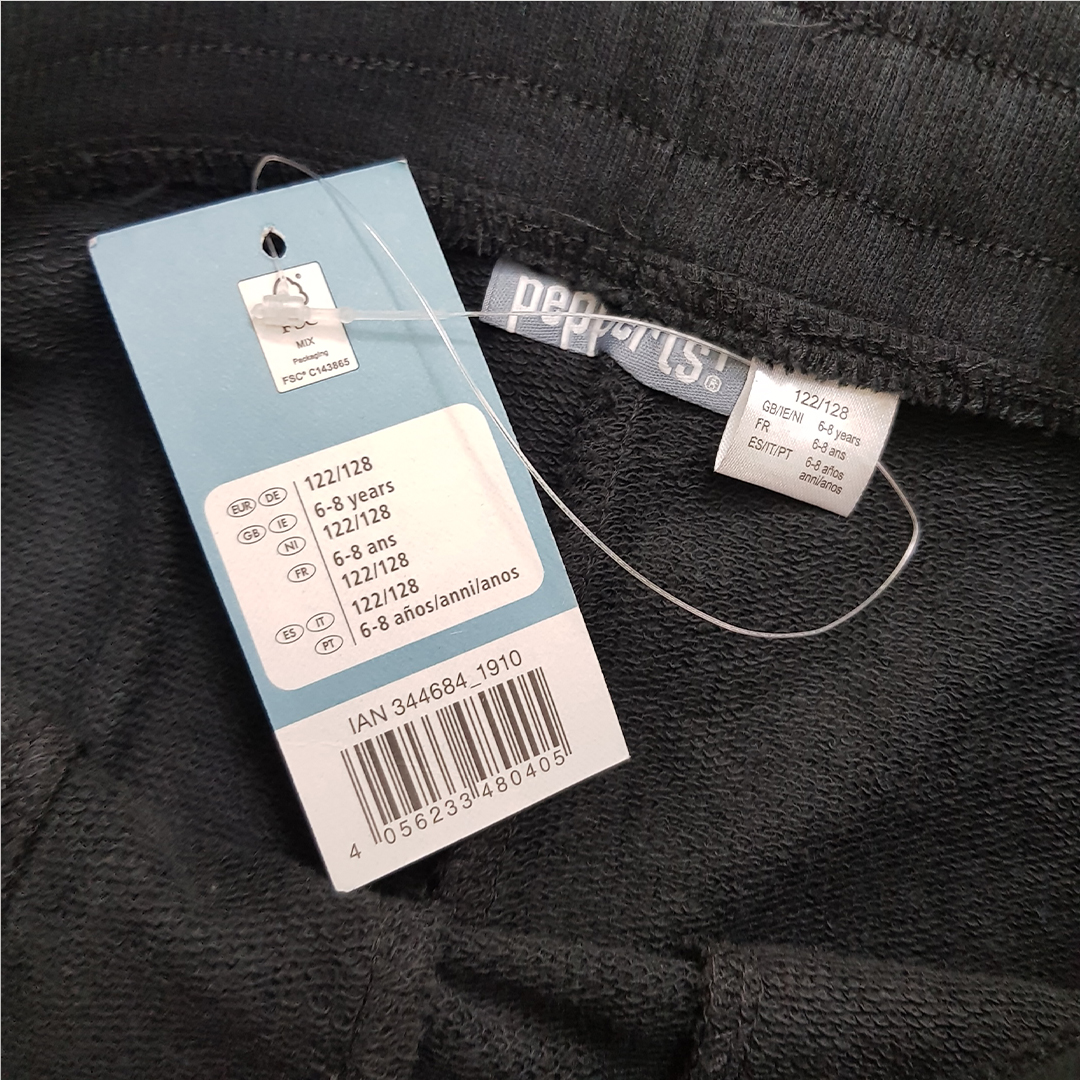 FSC
MIX
Packaging
FSC® C143865
EUR DE 122/128
GB IE 6-8 years
NI 122/128
FR 6-8 ans
122/128
ES IT 122/128
PT 6-8 años/anni/anos
IAN 344684_1910
4 056233 480405
pepperts!®
122/128
GB/IE/NI 6-8 years
FR 6-8 ans
ES/IT/PT 6-8 años
anni/anos